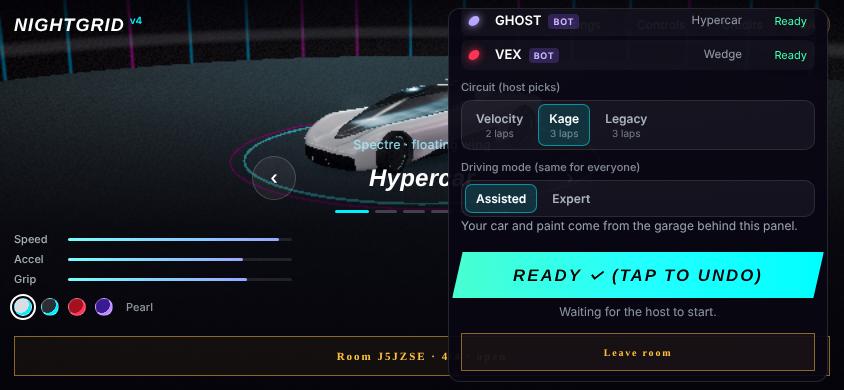 NIGHTGRID v4
GHOST BOT Hypercar Ready
VEX BOT Wedge Ready
Circuit (host picks)
Velocity Kage Legacy
2 laps 3 laps 3 laps
Driving mode (same for everyone)
Assisted Expert
Your car and paint come from the garage behind this panel.
READY ✓ (TAP TO UNDO)
Waiting for the host to start.
Leave room
Spectre · floating wing
‹ Hypercar ›
Speed
Accel
Grip
Pearl
Room J5JZSE · 4 open